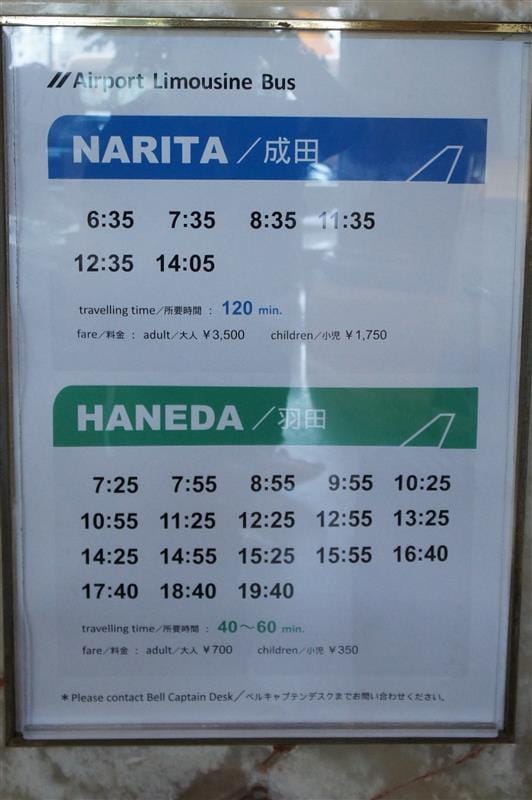 Airport Limousine Bus
NARITA／成田
6:35 7:35 8:35 11:35
12:35 14:05
travelling time／所要時間 : 120 min.
fare／料金 : adult／大人 ¥3,500 children／小児 ¥1,750
HANEDA／羽田
7:25 7:55 8:55 9:55 10:25
10:55 11:25 12:25 12:55 13:25
14:25 14:55 15:25 15:55 16:40
17:40 18:40 19:40
travelling time／所要時間 : 40～60 min.
fare／料金 : adult／大人 ¥700 children／小児 ¥350
＊Please contact Bell Captain Desk／ベルキャプテンデスクまでお問い合わせください。